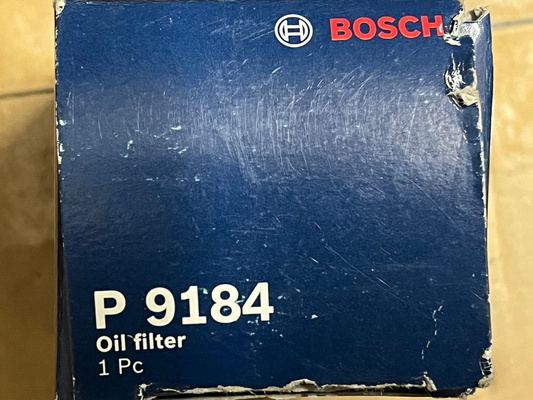 BOSCH
P 9184
Oil filter
1 Pc